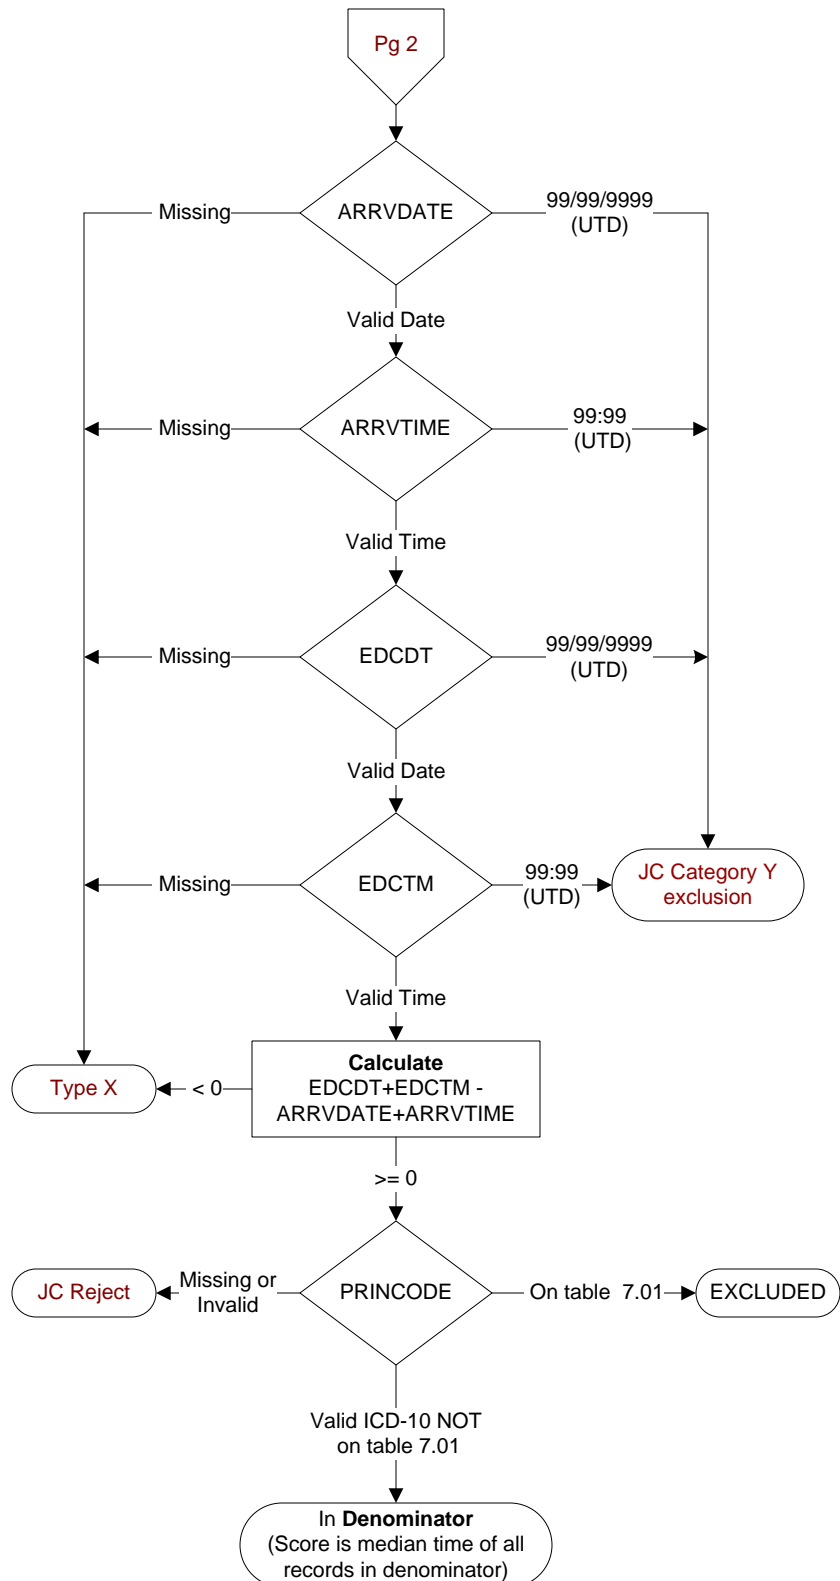 Pg 2
ARRVDATE
Missing
99/99/9999
(UTD)
Valid Date
ARRVTIME
Missing
99:99
(UTD)
Valid Time
EDCDT
Missing
99/99/9999
(UTD)
Valid Date
EDCTM
Missing
99:99
(UTD)
JC Category Y
exclusion
Valid Time
Calculate
EDCDT+EDCTM -
ARRVDATE+ARRVTIME
< 0
Type X
>= 0
PRINCODE
Missing or
Invalid
JC Reject
On table 7.01
EXCLUDED
Valid ICD-10 NOT
on table 7.01
In Denominator
(Score is median time of all
records in denominator)